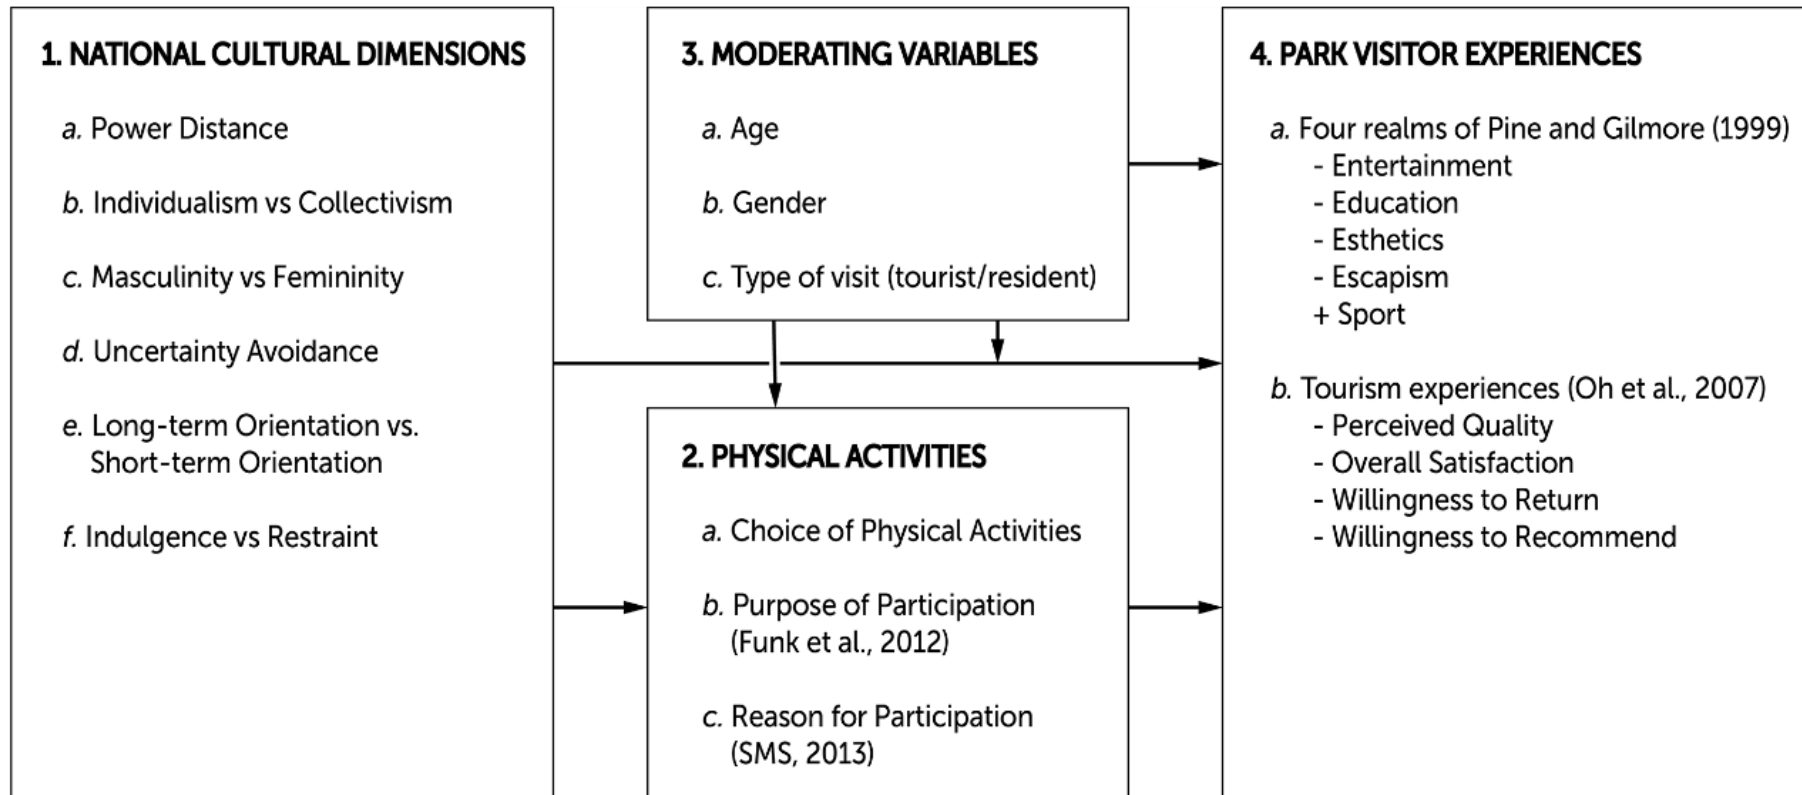 1. NATIONAL CULTURAL DIMENSIONS
a. Power Distance
b. Individualism vs Collectivism
c. Masculinity vs Femininity
d. Uncertainty Avoidance
e. Long-term Orientation vs.
Short-term Orientation
f. Indulgence vs Restraint
3. MODERATING VARIABLES
a. Age
b. Gender
c. Type of visit (tourist/resident)
2. PHYSICAL ACTIVITIES
a. Choice of Physical Activities
b. Purpose of Participation
(Funk et al., 2012)
c. Reason for Participation
(SMS, 2013)
4. PARK VISITOR EXPERIENCES
a. Four realms of Pine and Gilmore (1999)
- Entertainment
- Education
- Esthetics
- Escapism
+ Sport
b. Tourism experiences (Oh et al., 2007)
- Perceived Quality
- Overall Satisfaction
- Willingness to Return
- Willingness to Recommend